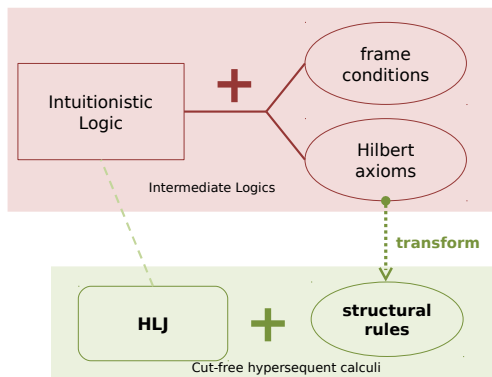 frame
conditions
Intuitionistic
Logic
Hilbert
axioms
Intermediate Logics
transform
HLJ
structural
rules
Cut-free hypersequent calculi